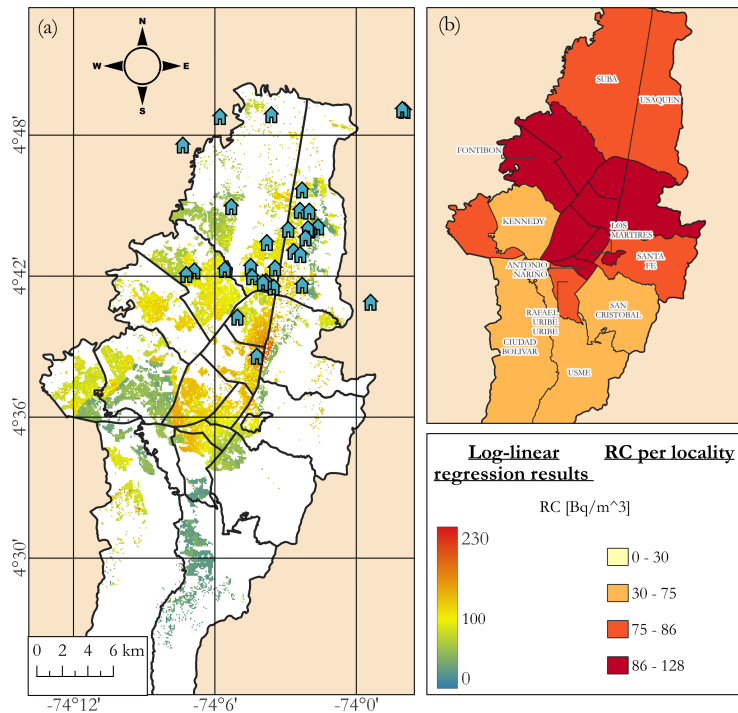 (a)
N
W
E
S
4°48'
4°42'
4°36'
4°30'
0 2 4 6 km
-74°12'
-74°6'
-74°0'
(b)
SUBA
USAQUEN
FONTIBON
KENNEDY
LOS
MARTIRES
SANTA
FE
ANTONIO
NARINO
SAN
CRISTOBAL
RAFAEL
URIBE
URIBE
CIUDAD
BOLIVAR
USME
Log-linear
regression results
RC per locality
RC [Bq/m^3]
230
100
0
0 - 30
30 - 75
75 - 86
86 - 128